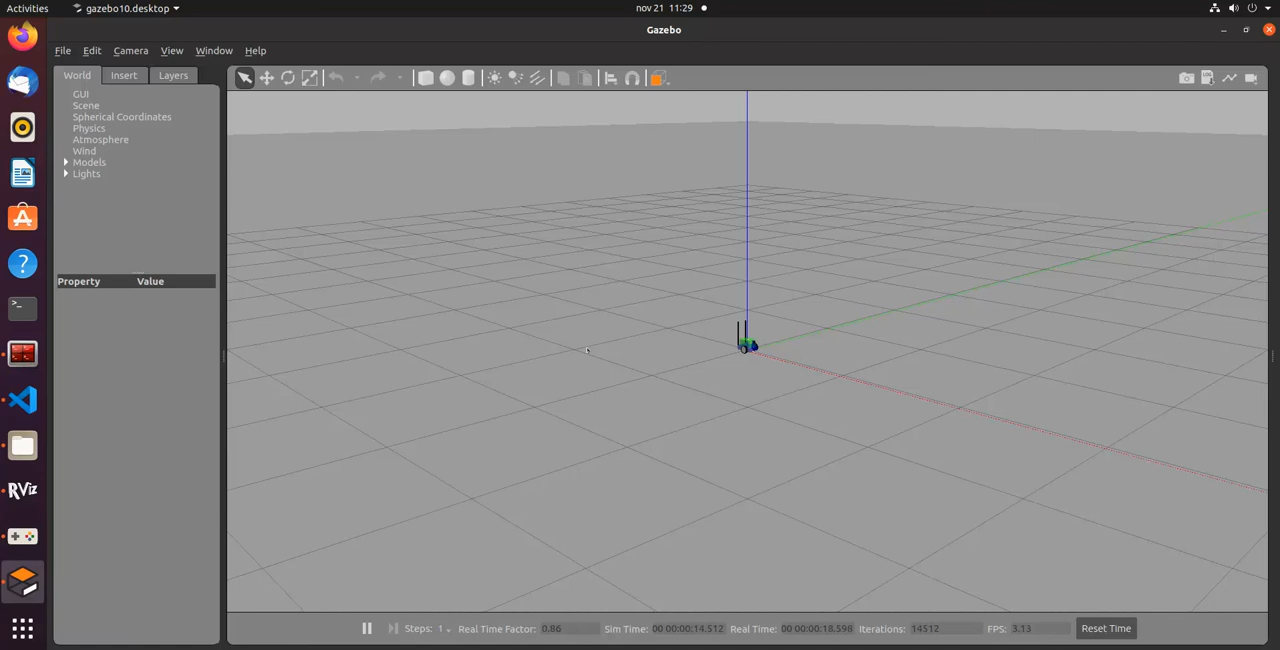 Activities gazebo10.desktop nov 21 11:29
Gazebo
File Edit Camera View Window Help
World Insert Layers
GUI
Scene
Spherical Coordinates
Physics
Atmosphere
Wind
Models
Lights
Property Value
RViz
Steps: 1 Real Time Factor: 0.86 Sim Time: 00 00:00:14.512 Real Time: 00 00:00:18.598 Iterations: 14512 FPS: 3.13 Reset Time